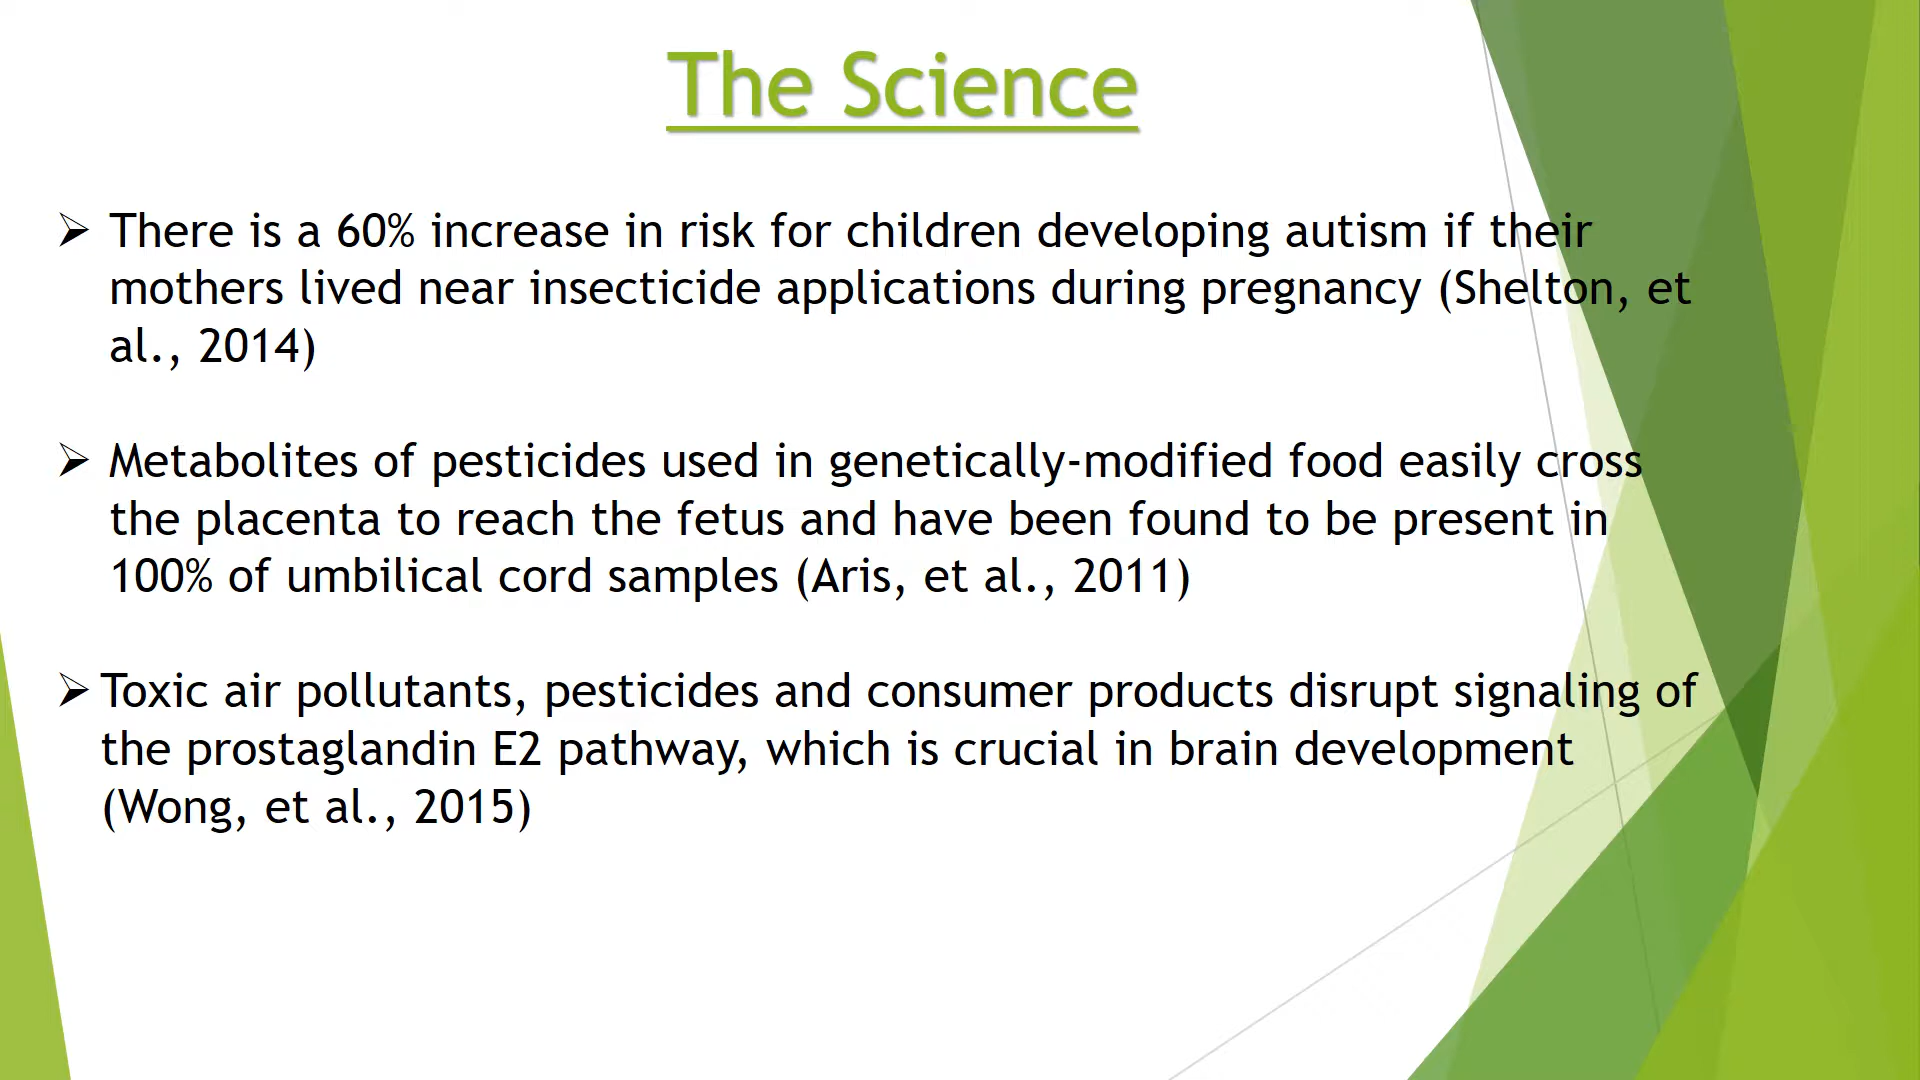 The Science
➢ There is a 60% increase in risk for children developing autism if their
mothers lived near insecticide applications during pregnancy (Shelton, et
al., 2014)
➢ Metabolites of pesticides used in genetically-modified food easily cross
the placenta to reach the fetus and have been found to be present in
100% of umbilical cord samples (Aris, et al., 2011)
➢ Toxic air pollutants, pesticides and consumer products disrupt signaling of
the prostaglandin E2 pathway, which is crucial in brain development
(Wong, et al., 2015)